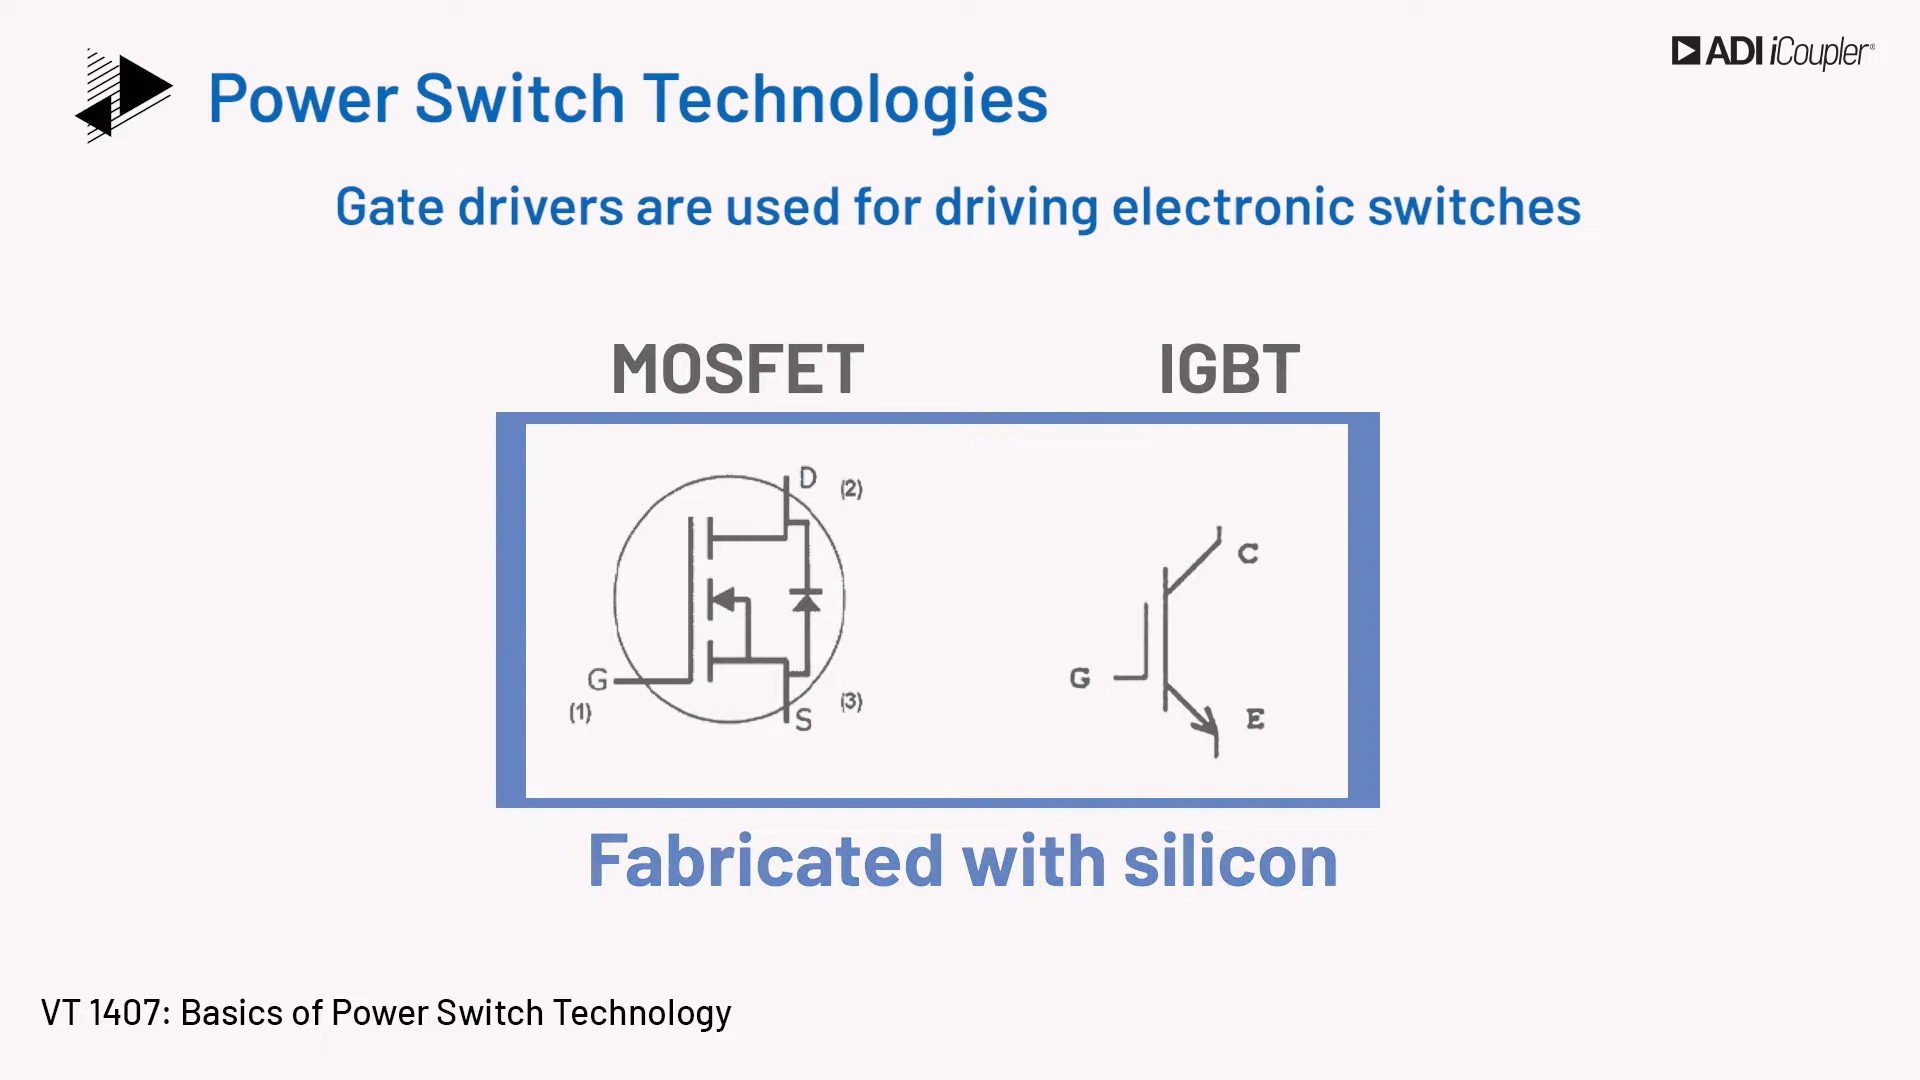 ADI iCoupler®
Power Switch Technologies
Gate drivers are used for driving electronic switches
MOSFET
IGBT
D
(2)
G
(1)
S
(3)
C
G
E
Fabricated with silicon
VT 1407: Basics of Power Switch Technology